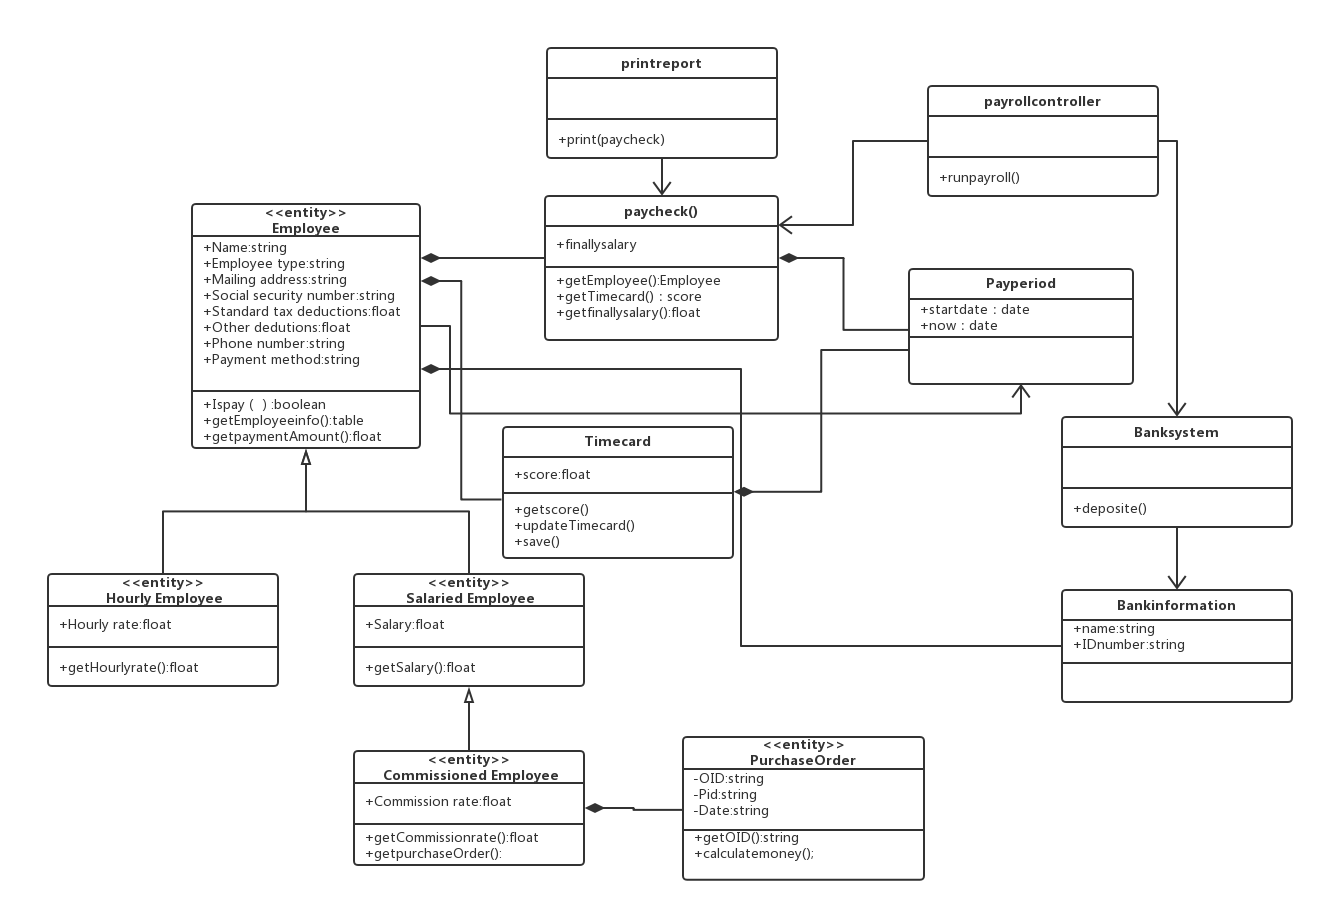 printreport
+print(paycheck)
payrollcontroller
+runpayroll()
<<entity>>
Employee
+Name:string
+Employee type:string
+Mailing address:string
+Social security number:string
+Standard tax deductions:float
+Other dedutions:float
+Phone number:string
+Payment method:string
+Ispay (  ) :boolean
+getEmployeeinfo():table
+getpaymentAmount():float
paycheck()
+finallysalary
+getEmployee():Employee
+getTimecard() : score
+getfinallysalary():float
Payperiod
+startdate : date
+now : date
Timecard
+score:float
+getscore()
+updateTimecard()
+save()
Banksystem
+deposite()
<<entity>>
Hourly Employee
+Hourly rate:float
+getHourlyrate():float
<<entity>>
Salaried Employee
+Salary:float
+getSalary():float
Bankinformation
+name:string
+IDnumber:string
<<entity>>
Commissioned Employee
+Commission rate:float
+getCommissionrate():float
+getpurchaseOrder():
<<entity>>
PurchaseOrder
-OID:string
-Pid:string
-Date:string
+getOID():string
+calculatemoney();